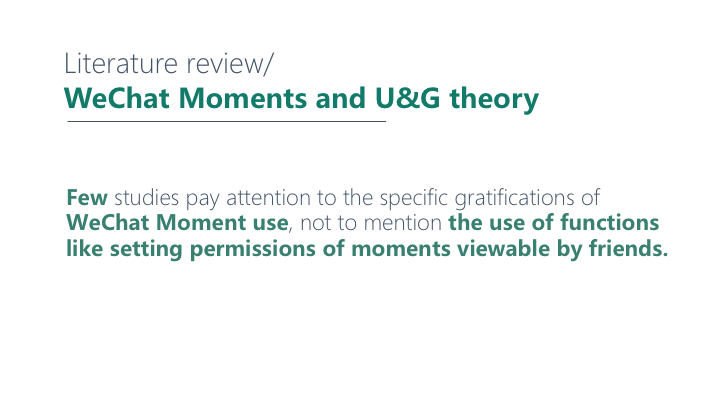 Literature review/
WeChat Moments and U&G theory
Few studies pay attention to the specific gratifications of
WeChat Moment use, not to mention the use of functions
like setting permissions of moments viewable by friends.